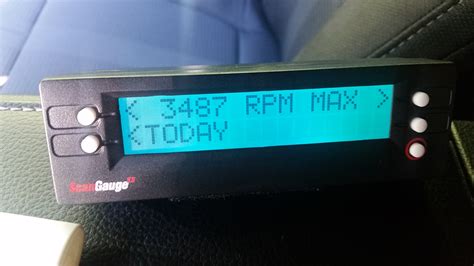 < 3487 RPM MAX >
<TODAY
ScanGauge